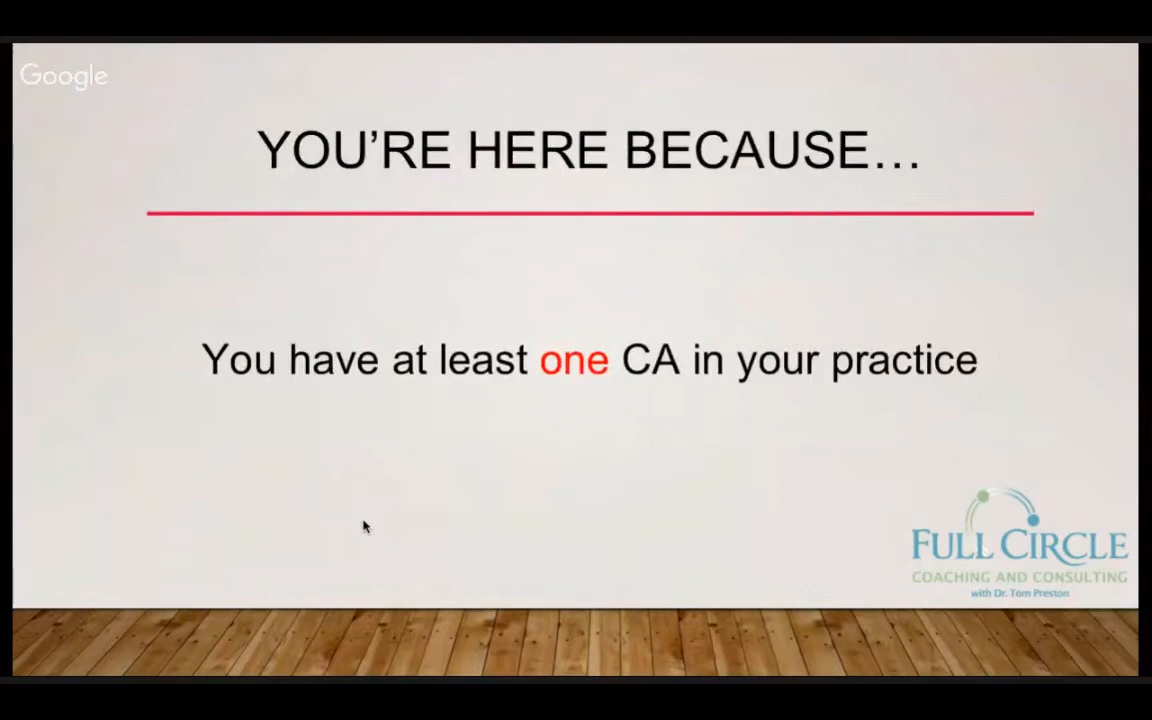 Google
YOU'RE HERE BECAUSE…
You have at least one CA in your practice
FULL CIRCLE
COACHING AND CONSULTING
with Dr. Tom Preston